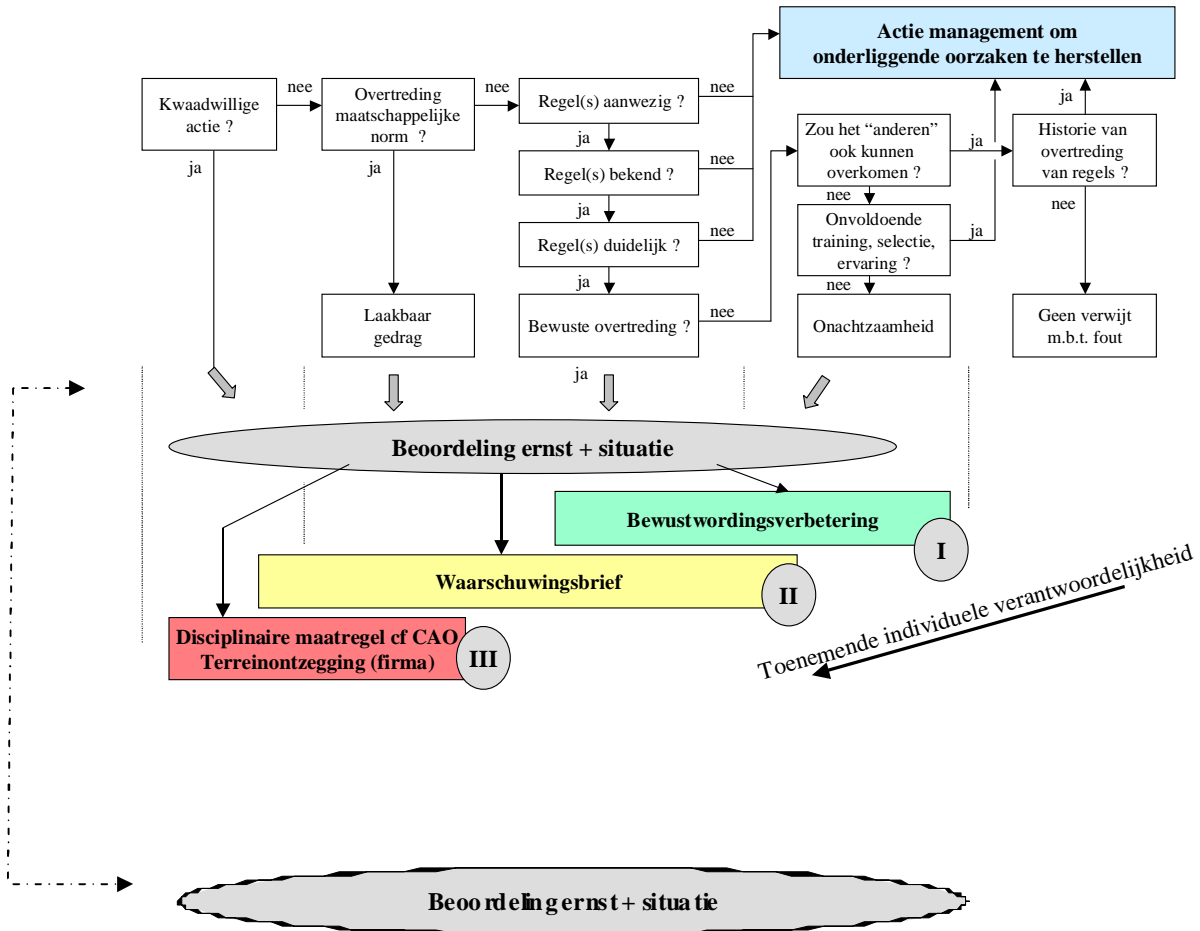 Actie management om
onderliggende oorzaken te herstellen
Kwaadwillige
actie ?
nee
ja
Overtreding
maatschappelijke
norm ?
nee
ja
Regel(s) aanwezig ?
nee
ja
Regel(s) bekend ?
nee
ja
Regel(s) duidelijk ?
nee
ja
Bewuste overtreding ?
nee
ja
Zou het “anderen”
ook kunnen
overkomen ?
ja
nee
Onvoldoende
training, selectie,
ervaring ?
ja
nee
Onachtzaamheid
Historie van
overtreding
van regels ?
ja
nee
Geen verwijt
m.b.t. fout
Laakbaar
gedrag
Beoordeling ernst + situatie
Bewustwordingsverbetering
I
Waarschuwingsbrief
II
Disciplinaire maatregel cf CAO
Terreinontzegging (firma)
III
Toenemende individuele verantwoordelijkheid
Beoordeling ernst + situatie